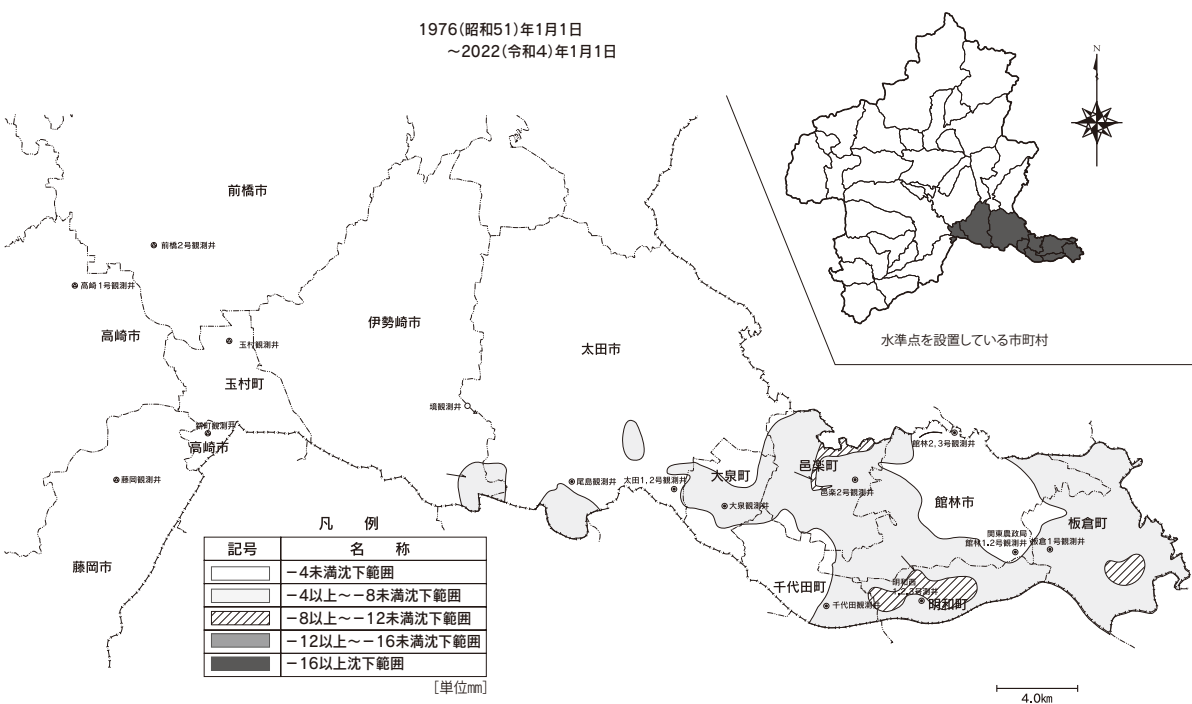 1976(昭和51)年1月1日
～2022(令和4)年1月1日
N
水準点を設置している市町村
前橋市
前橋2号観測井
高崎1号観測井
高崎市
玉村観測井
玉村町
伊勢崎市
太田市
境観測井
新町観測井
高崎市
藤岡観測井
藤岡市
尾島観測井
太田1,2号観測井
大泉町
大泉観測井
邑楽町
邑楽2号観測井
館林2,3号観測井
館林市
関東農政局
館林1,2号観測井
板倉1号観測井
板倉町
千代田町
千代田観測井
明和西
1,2,3号観測井
明和町
凡 例
記号 名 称
－4未満沈下範囲
－4以上～－8未満沈下範囲
－8以上～－12未満沈下範囲
－12以上～－16未満沈下範囲
－16以上沈下範囲
[単位mm]
4.0km